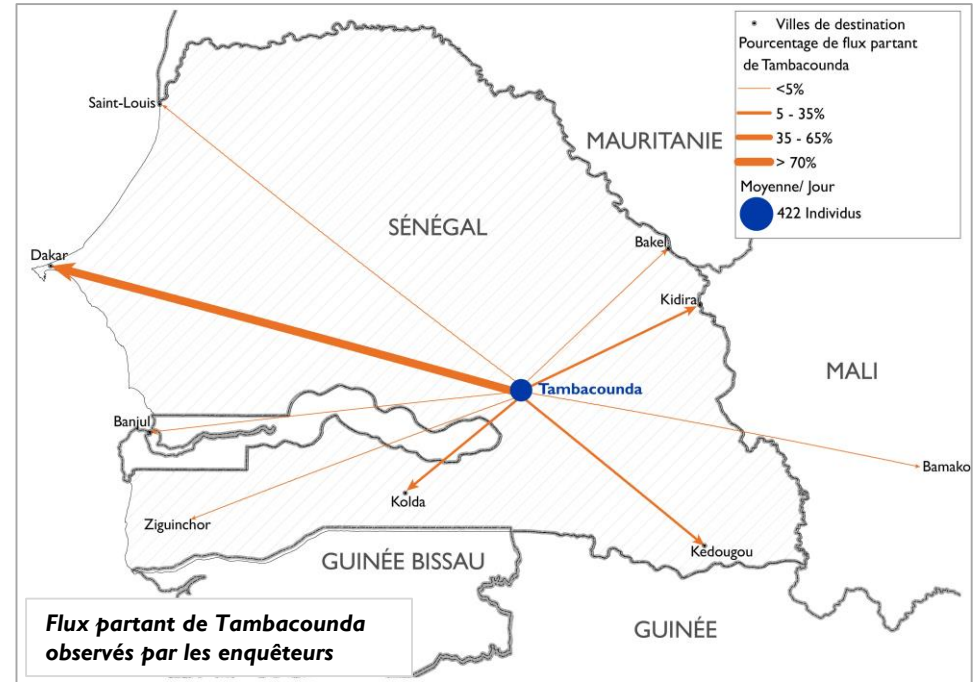 Villes de destination
Pourcentage de flux partant
de Tambacounda
<5%
5 - 35%
35 - 65%
> 70%
Moyenne/ Jour
422 Individus
Saint-Louis
MAURITANIE
SÉNÉGAL
Bakel
Dakar
Kidira
MALI
Tambacounda
Banjul
Bamako
Kolda
Ziguinchor
Kédougou
GUINÉE BISSAU
GUINÉE
Flux partant de Tambacounda
observés par les enquêteurs